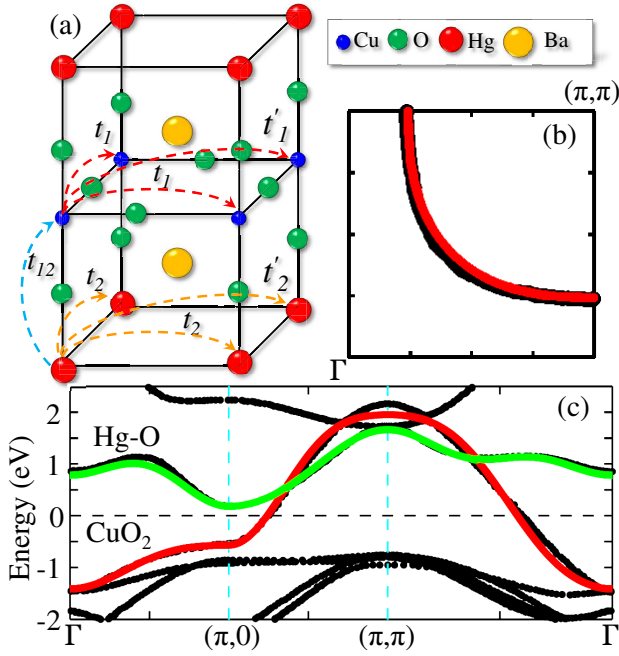 (a)
Cu O Hg Ba
(π,π)
(b)
t1
t'1
t1
t12
t2
t'2
t2
Γ
(c)
Energy (eV)
2
1
0
-1
-2
Hg-O
CuO2
Γ
(π,0)
(π,π)
Γ